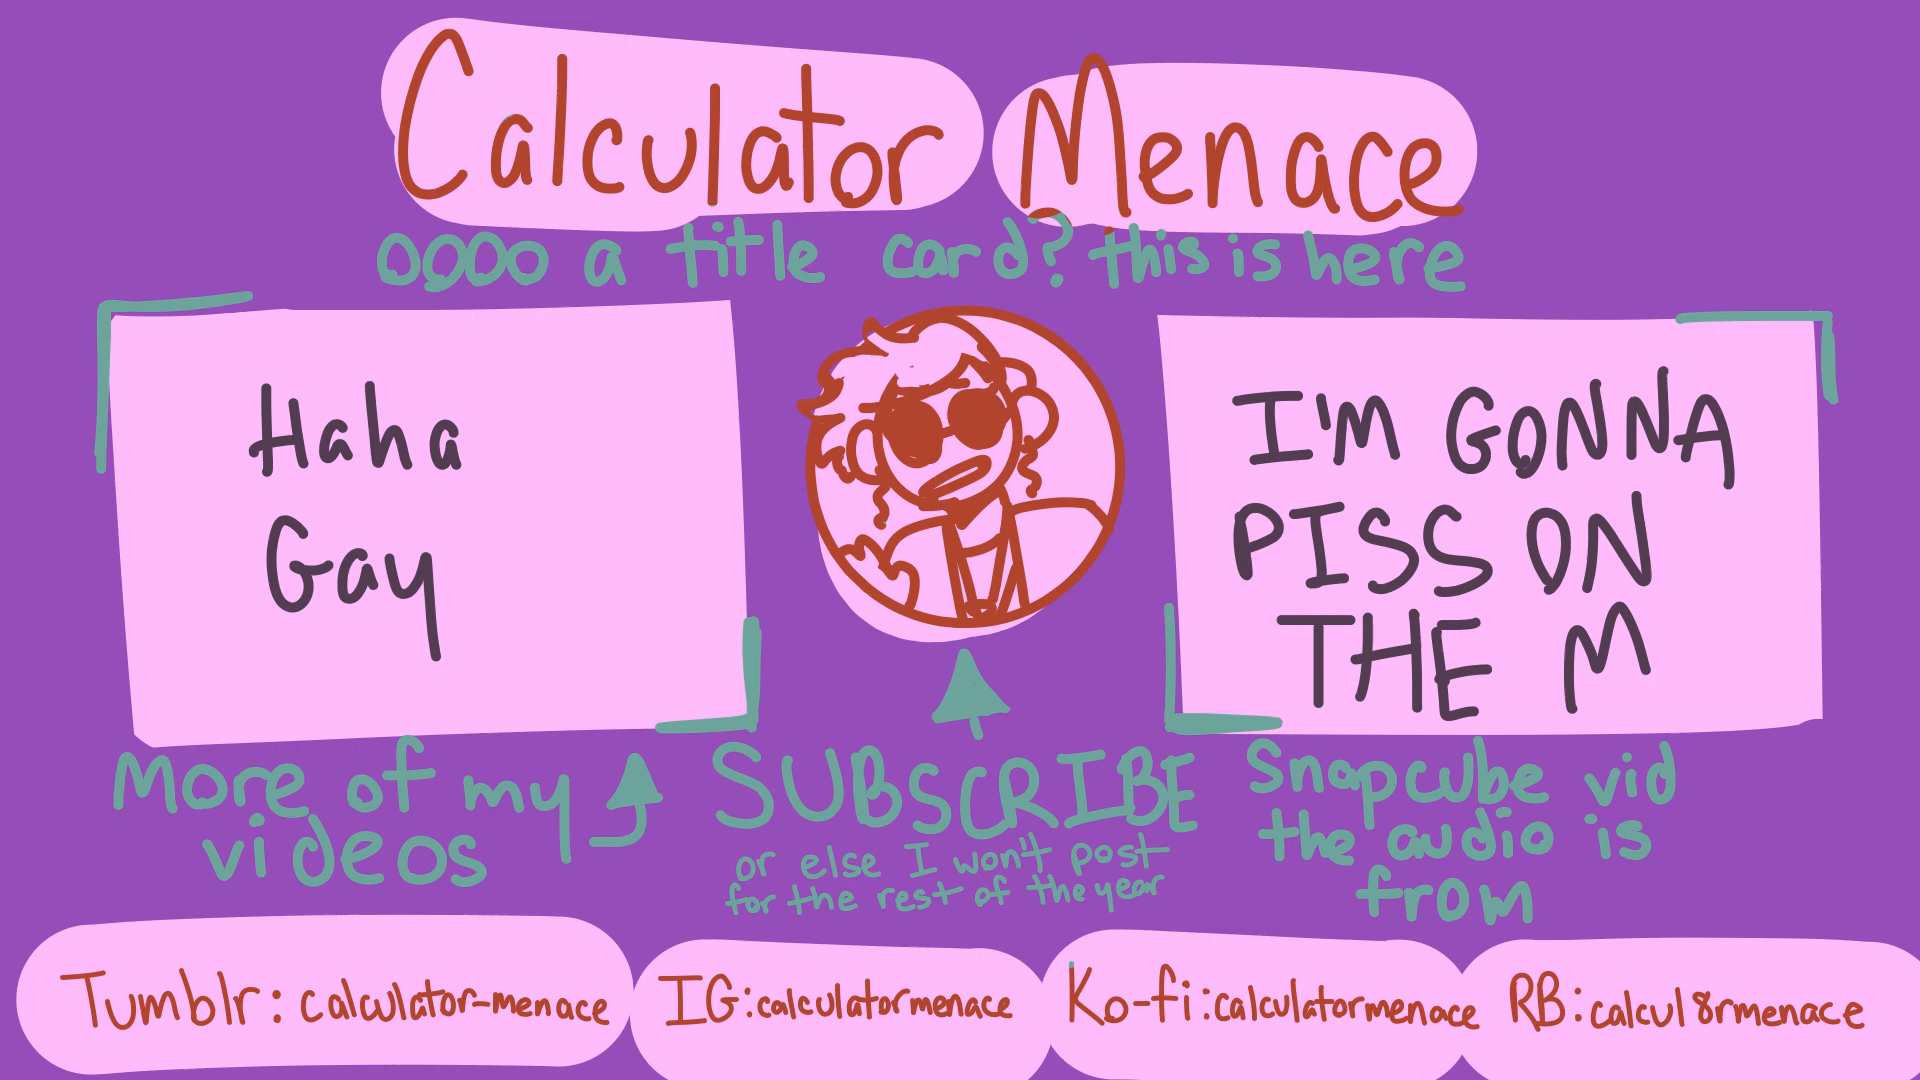 Calculator Menace
OOOO a title card? this is here
Haha
Gay
I'M GONNA
PISS ON
THE M
More of my
videos
SUBSCRIBE
or else I won't post
for the rest of the year
Snapcube vid
the audio is
from
Tumblr: calculator-menace
IG: calculatormenace
Ko-fi: calculatormenace
RB: calcul8rmenace